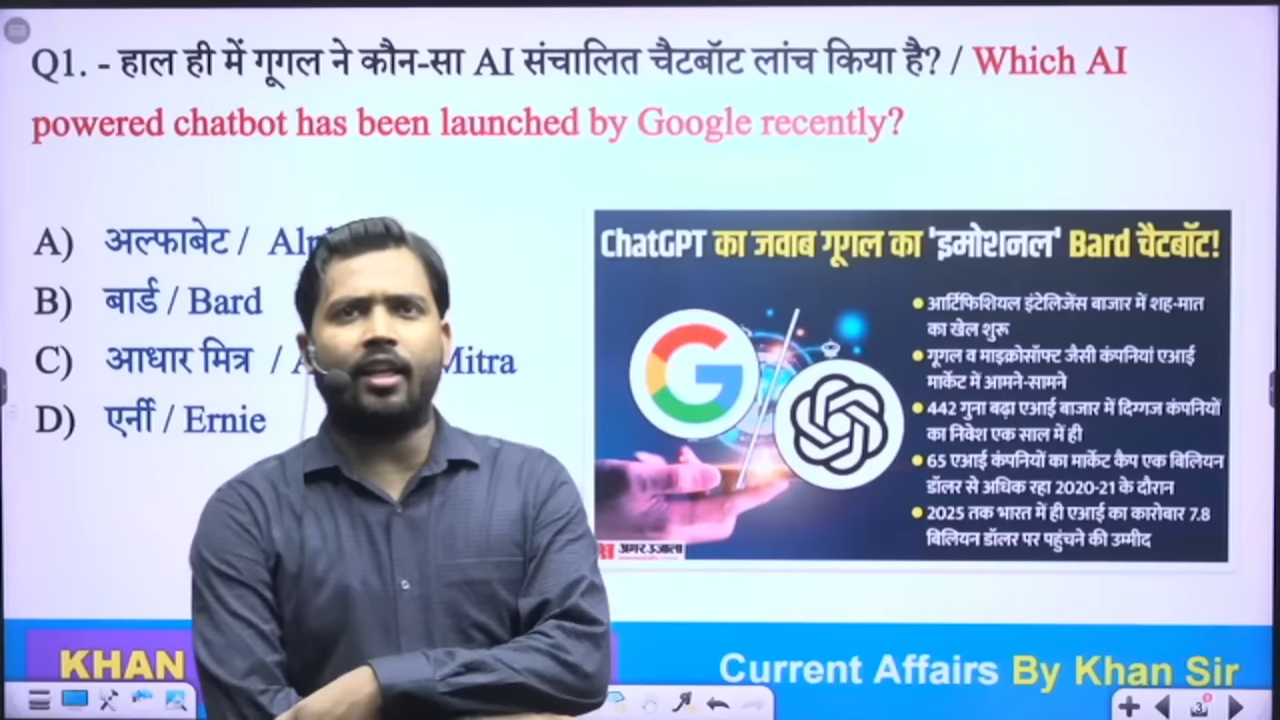 Q1. - हाल ही में गूगल ने कौन-सा AI संचालित चैटबॉट लांच किया है? / Which AI
powered chatbot has been launched by Google recently?
A) अल्फाबेट /
B) बार्ड / Bard
C) आधार मित्र / Mitra
D) एर्नी / Ernie
ChatGPT का जवाब गूगल का 'इमोशनल' Bard चैटबॉट!
आर्टिफिशियल इंटेलिजेंस बाजार में शह-मात
का खेल शुरू
गूगल व माइक्रोसॉफ्ट जैसी कंपनियां एआई
मार्केट में आमने-सामने
442 गुना बढ़ा एआई बाजार में दिग्गज कंपनियों
का निवेश एक साल में ही
65 एआई कंपनियों का मार्केट कैप एक बिलियन
डॉलर से अधिक रहा 2020-21 के दौरान
2025 तक भारत में ही एआई का कारोबार 7.8
बिलियन डॉलर पर पहुंचने की उम्मीद
अमर उजाला
KHAN
Current Affairs By Khan Sir
3